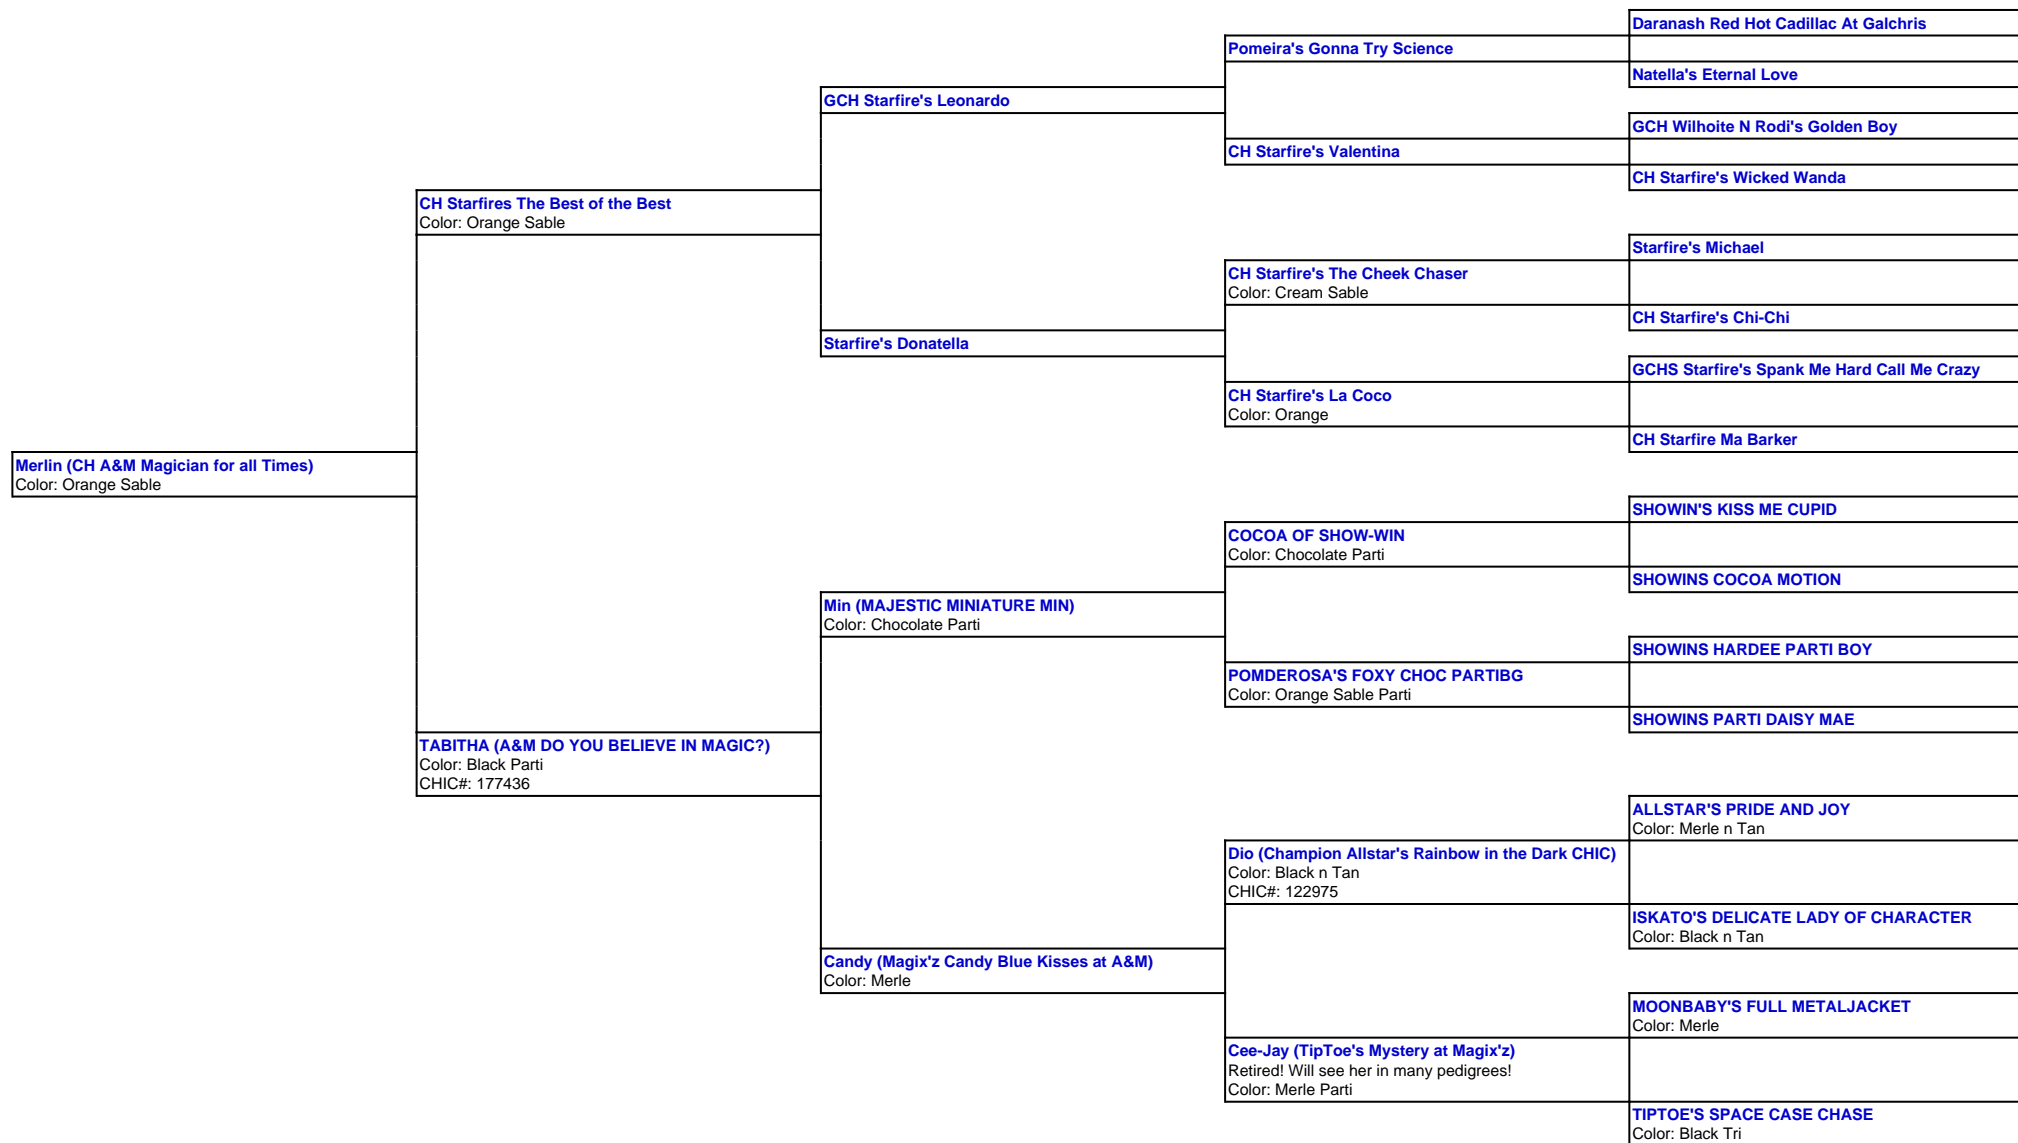 Daranash Red Hot Cadillac At Galchris
Pomeira's Gonna Try Science
Natella's Eternal Love
GCH Starfire's Leonardo
GCH Wilhoite N Rodi's Golden Boy
CH Starfire's Valentina
CH Starfire's Wicked Wanda
CH Starfires The Best of the Best
Color: Orange Sable
Starfire's Michael
CH Starfire's The Cheek Chaser
Color: Cream Sable
CH Starfire's Chi-Chi
Starfire's Donatella
GCHS Starfire's Spank Me Hard Call Me Crazy
CH Starfire's La Coco
Color: Orange
CH Starfire Ma Barker
Merlin (CH A&M Magician for all Times)
Color: Orange Sable
SHOWIN'S KISS ME CUPID
COCOA OF SHOW-WIN
Color: Chocolate Parti
SHOWINS COCOA MOTION
Min (MAJESTIC MINIATURE MIN)
Color: Chocolate Parti
SHOWINS HARDEE PARTI BOY
POMDEROSA'S FOXY CHOC PARTIBG
Color: Orange Sable Parti
SHOWINS PARTI DAISY MAE
TABITHA (A&M DO YOU BELIEVE IN MAGIC?)
Color: Black Parti
CHIC#: 177436
ALLSTAR'S PRIDE AND JOY
Color: Merle n Tan
Dio (Champion Allstar's Rainbow in the Dark CHIC)
Color: Black n Tan
CHIC#: 122975
ISKATO'S DELICATE LADY OF CHARACTER
Color: Black n Tan
Candy (Magix'z Candy Blue Kisses at A&M)
Color: Merle
MOONBABY'S FULL METALJACKET
Color: Merle
Cee-Jay (TipToe's Mystery at Magix'z)
Retired! Will see her in many pedigrees!
Color: Merle Parti
TIPTOE'S SPACE CASE CHASE
Color: Black Tri